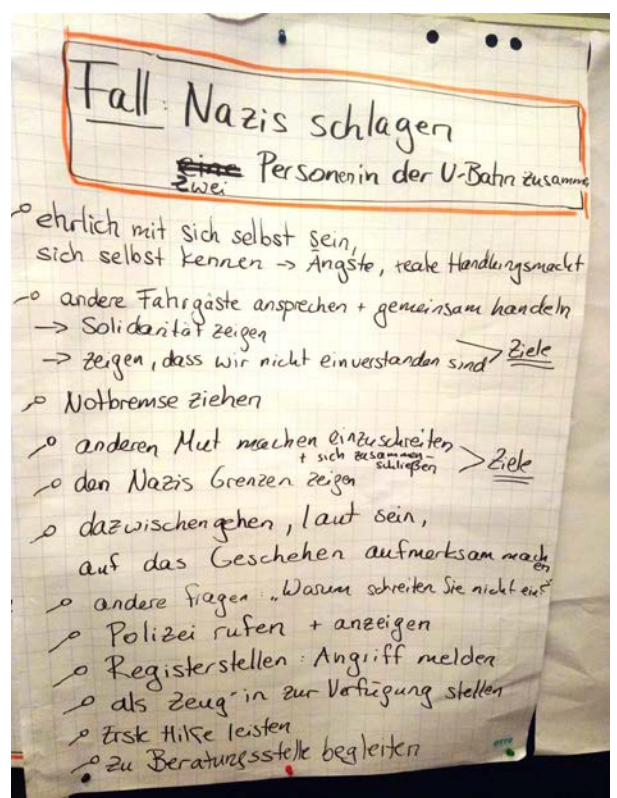 Fall: Nazis schlagen
eine Personen in der U-Bahn zusamme
zwei
ehrlich mit sich selbst sein,
sich selbst kennen → Ängste, reale Handlungsmacht
andere Fahrgäste ansprechen + gemeinsam handeln
→ Solidarität zeigen
→ zeigen, dass wir nicht einverstanden sind > Ziele
Notbremse ziehen
anderen Mut machen einzuschreiten
+ sich zusammen-
schließen > Ziele
den Nazis Grenzen zeigen
dazwischengehen, laut sein,
auf das Geschehen aufmerksam mach
en
andere fragen: „Warum schreiten Sie nicht ein?"
Polizei rufen + anzeigen
Registerstellen: Angriff melden
als Zeug*in zur Verfügung stellen
Erste Hilfe leisten
zu Beratungsstelle begleiten